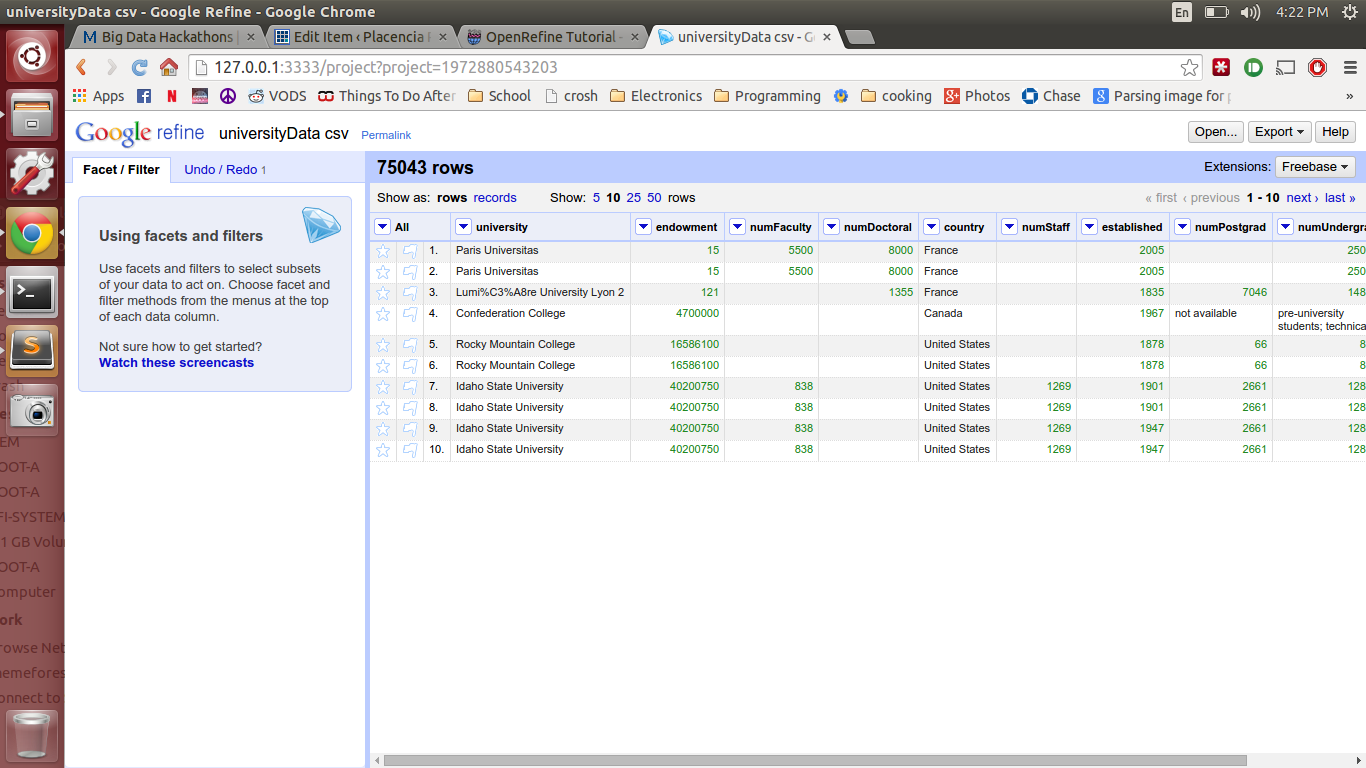 universityData csv - Google Refine - Google Chrome
En
4:22 PM
Big Data Hackathons
Edit Item ‹ Placencia
OpenRefine Tutorial -
universityData csv - G
127.0.0.1:3333/project?project=1972880543203
Apps
VODS
Things To Do After
School
crosh
Electronics
Programming
cooking
Photos
Chase
Parsing image for
»
Google refine
universityData csv
Permalink
Open...
Export
Help
Facet / Filter
Undo / Redo 1
75043 rows
Extensions:
Freebase
Using facets and filters
Use facets and filters to select subsets
of your data to act on. Choose facet and
filter methods from the menus at the top
of each data column.
Not sure how to get started?
Watch these screencasts
Show as: rows records
Show: 5 10 25 50 rows
« first ‹ previous 1 - 10 next › last »
All university endowment numFaculty numDoctoral country numStaff established numPostgrad numUndergra
1. Paris Universitas 15 5500 8000 France 2005 250
2. Paris Universitas 15 5500 8000 France 2005 250
3. Lumi%C3%A8re University Lyon 2 121 1355 France 1835 7046 148
4. Confederation College 4700000 Canada 1967 not available pre-university
students; technica
5. Rocky Mountain College 16586100 United States 1878 66 8
6. Rocky Mountain College 16586100 United States 1878 66 8
7. Idaho State University 40200750 838 United States 1269 1901 2661 128
8. Idaho State University 40200750 838 United States 1269 1901 2661 128
9. Idaho State University 40200750 838 United States 1269 1947 2661 128
10. Idaho State University 40200750 838 United States 1269 1947 2661 128
EM
OOT-A
OOT-A
FI-SYSTEM
1 GB Volu
OOT-A
omputer
ork
rowse Net
hemefores
onnect to